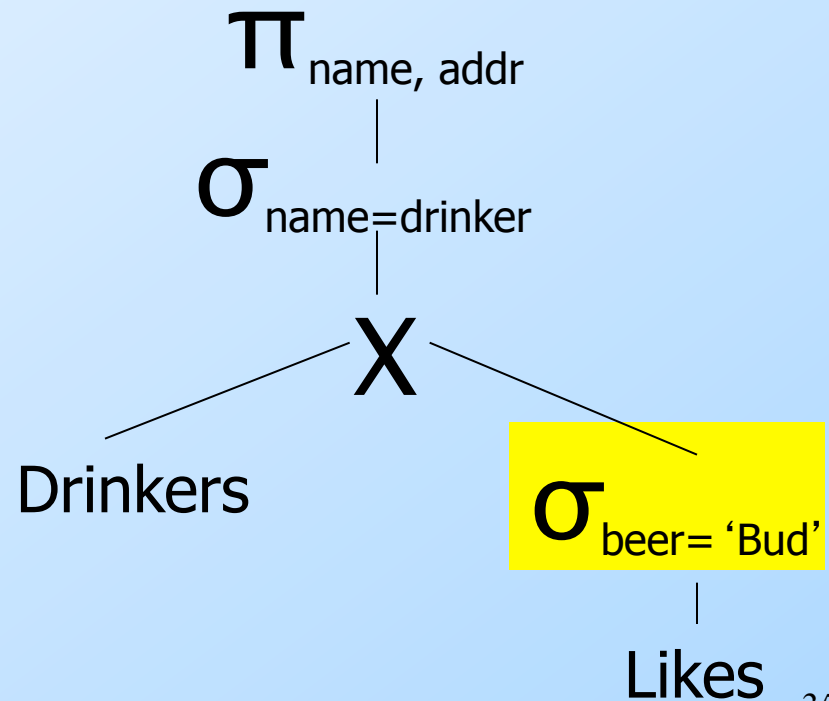 π name, addr
σ name=drinker
X
Drinkers
σ beer= ‘Bud’
Likes